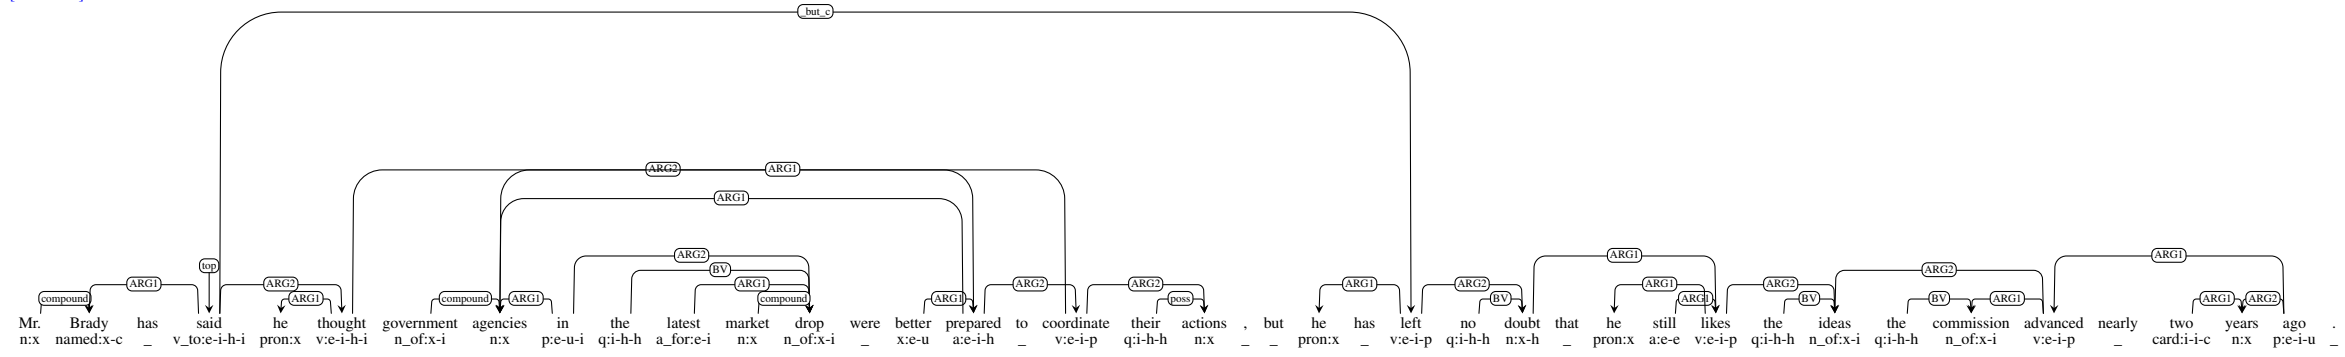 _but_c
ARG2 ARG1
ARG1
ARG2 ARG1
top BV
ARG1 ARG2 ARG1 ARG2 ARG2 ARG1 ARG2 ARG1 ARG2 ARG2
compound ARG1 compound ARG1 compound ARG1 poss BV ARG1 BV BV ARG1 ARG1 ARG2
Mr. Brady has said he thought government agencies in the latest market drop were better prepared to coordinate their actions , but he has left no doubt that he still likes the ideas the commission advanced nearly two years ago .
n:x named:x-c _ v_to:e-i-h-i pron:x v:e-i-h-i n_of:x-i n:x p:e-u-i q:i-h-h a_for:e-i n:x n_of:x-i _ x:e-u a:e-i-h _ v:e-i-p q:i-h-h n:x _ _ pron:x _ v:e-i-p q:i-h-h n:x-h _ pron:x a:e-e v:e-i-p q:i-h-h n_of:x-i q:i-h-h n_of:x-i v:e-i-p _ card:i-i-c n:x p:e-i-u _